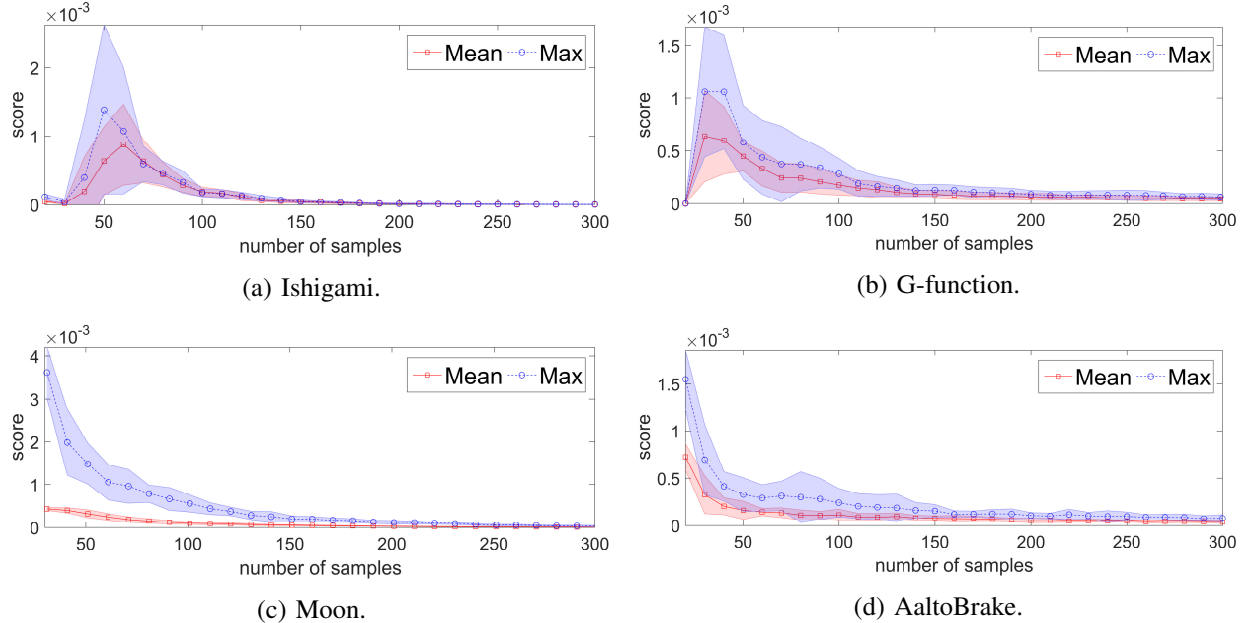 ×10⁻³
2
1
0
score
50
100
150
200
250
300
number of samples
Mean Max
(a) Ishigami.
×10⁻³
1.5
1
0.5
0
score
50
100
150
200
250
300
number of samples
Mean Max
(b) G-function.
×10⁻³
4
3
2
1
0
score
50
100
150
200
250
300
number of samples
Mean Max
(c) Moon.
×10⁻³
1.5
1
0.5
0
score
50
100
150
200
250
300
number of samples
Mean Max
(d) AaltoBrake.